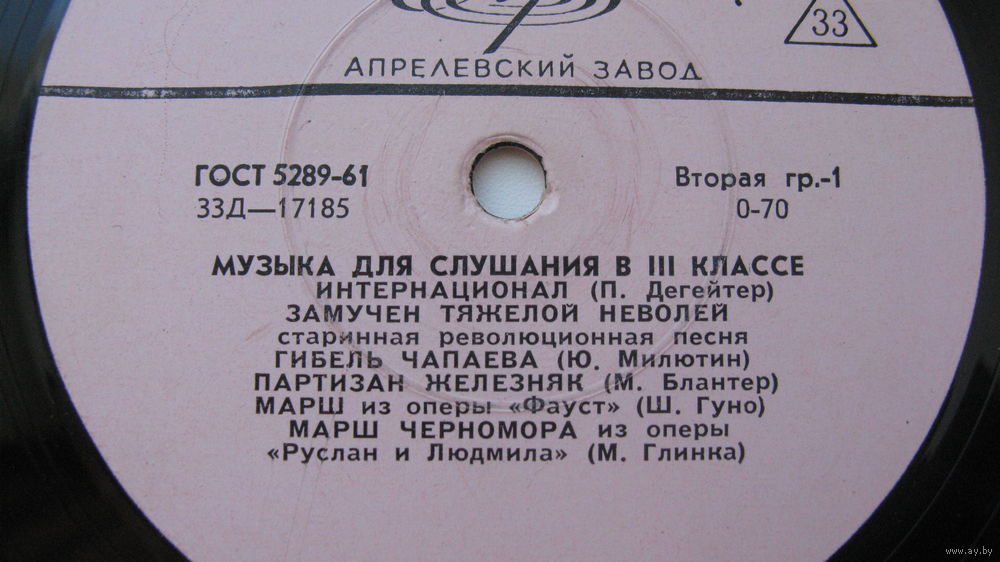 33
АПРЕЛЕВСКИЙ ЗАВОД
ГОСТ 5289-61
Вторая гр.-1
33Д—17185
0-70
МУЗЫКА ДЛЯ СЛУШАНИЯ В III КЛАССЕ
ИНТЕРНАЦИОНАЛ (П. Дегейтер)
ЗАМУЧЕН ТЯЖЕЛОЙ НЕВОЛЕЙ
старинная революционная песня
ГИБЕЛЬ ЧАПАЕВА (Ю. Милютин)
ПАРТИЗАН ЖЕЛЕЗНЯК (М. Блантер)
МАРШ из оперы «Фауст» (Ш. Гуно)
МАРШ ЧЕРНОМОРА из оперы
«Руслан и Людмила» (М. Глинка)
www.ay.by